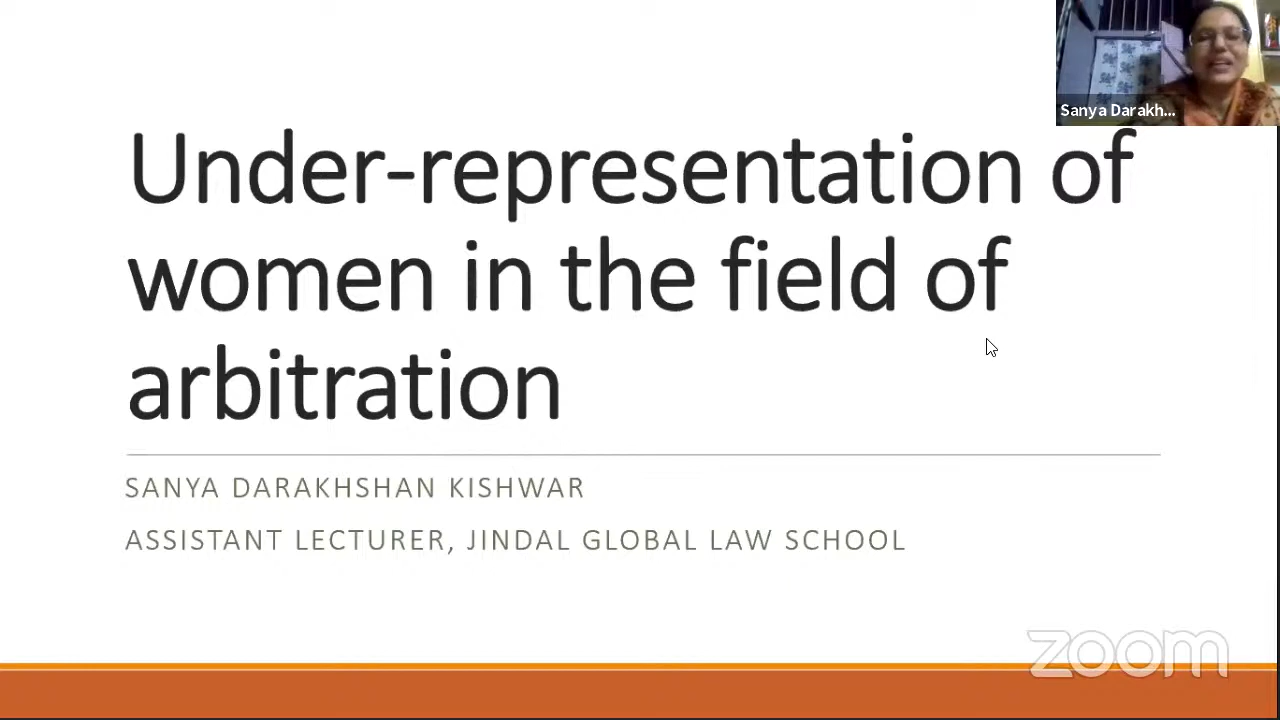 Sanya Darakh...
Under-representation of
women in the field of
arbitration
SANYA DARAKHSHAN KISHWAR
ASSISTANT LECTURER, JINDAL GLOBAL LAW SCHOOL
zoom